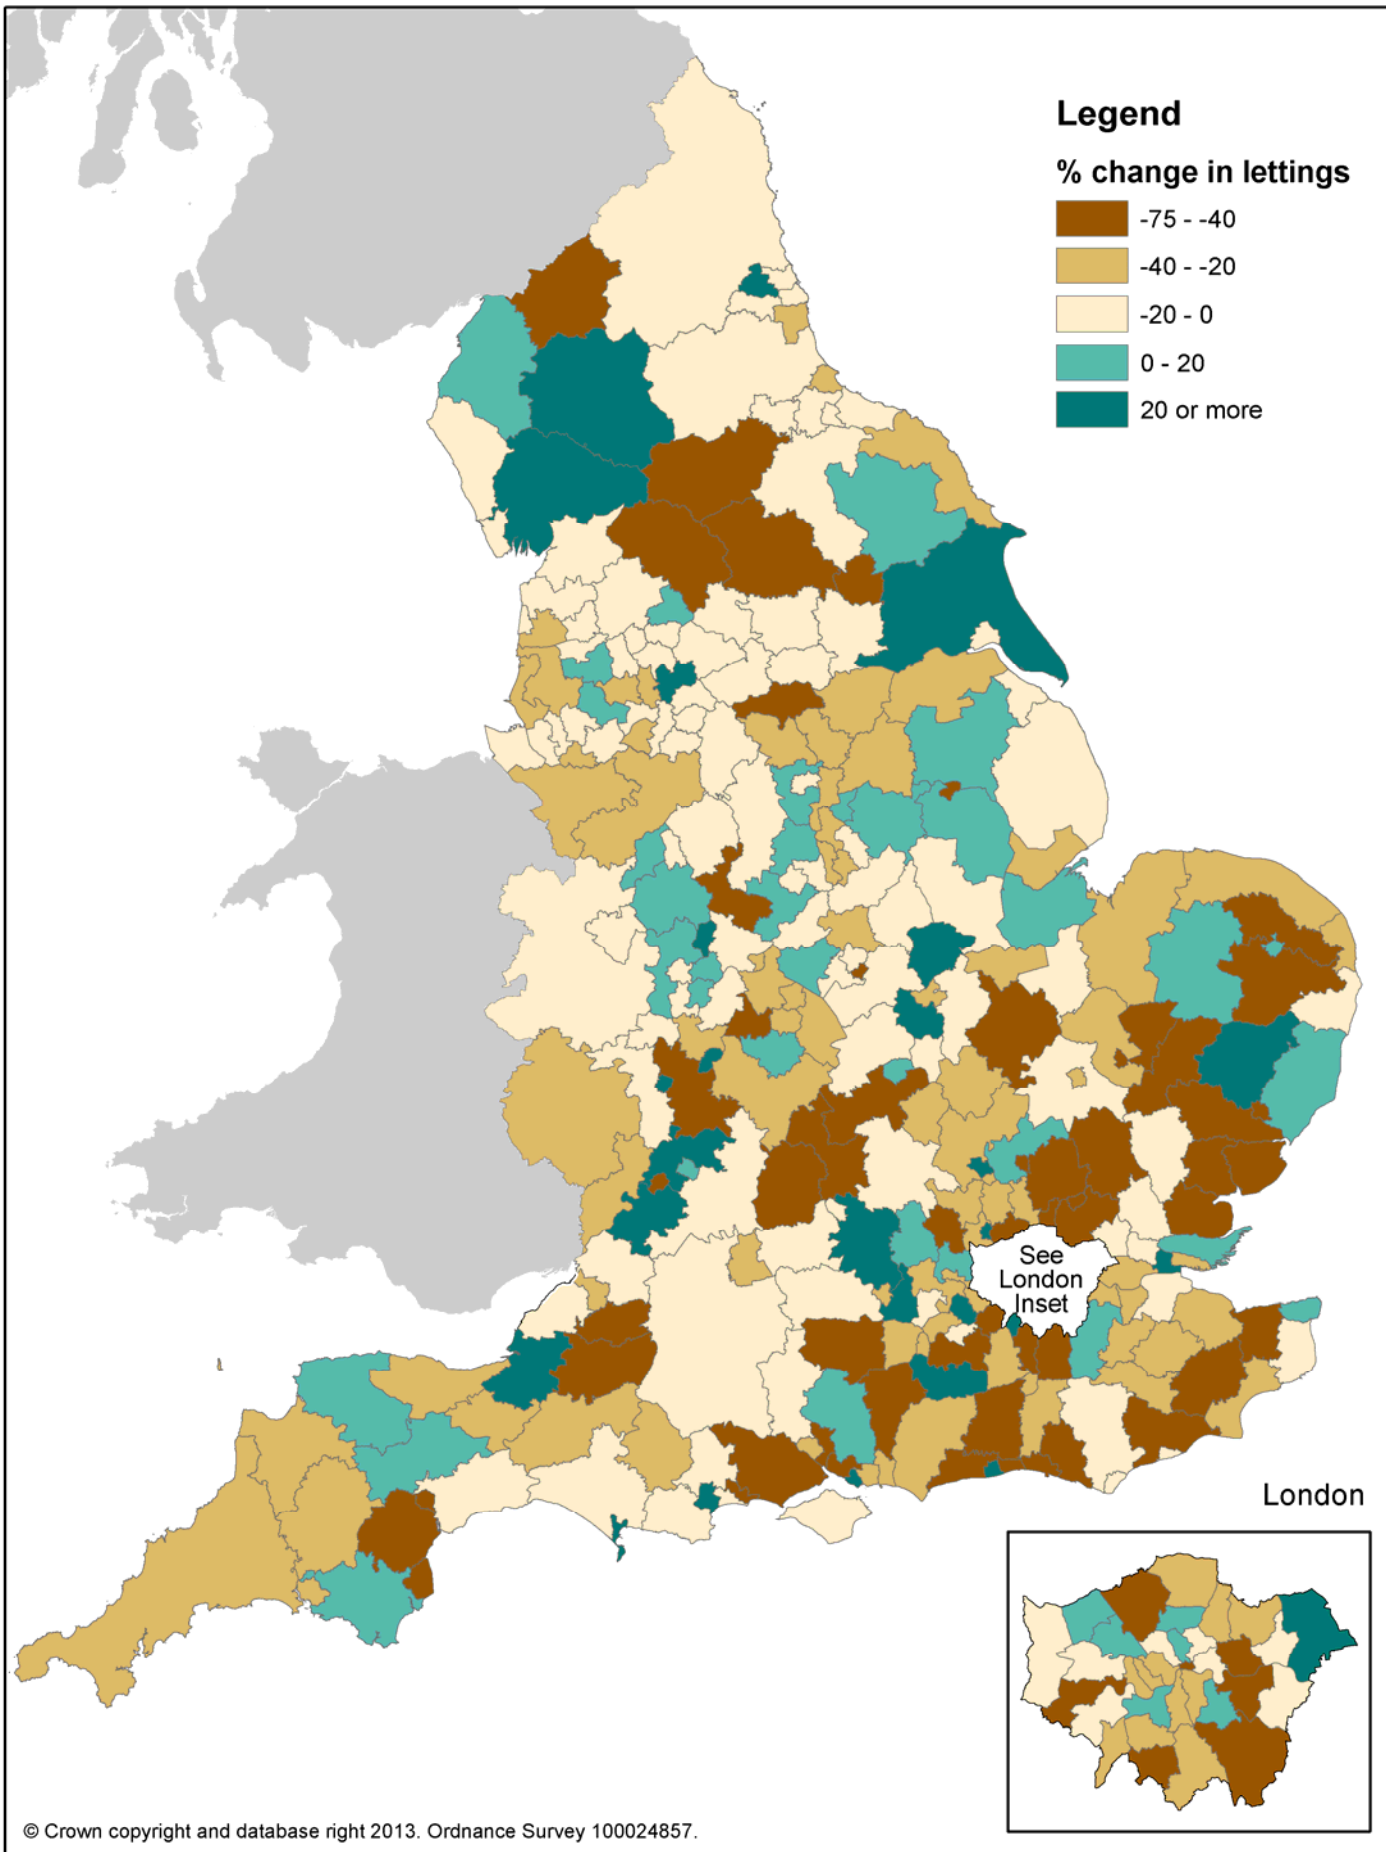 Legend
% change in lettings
-75 - -40
-40 - -20
-20 - 0
0 - 20
20 or more
See
London
Inset
London
© Crown copyright and database right 2013. Ordnance Survey 100024857.